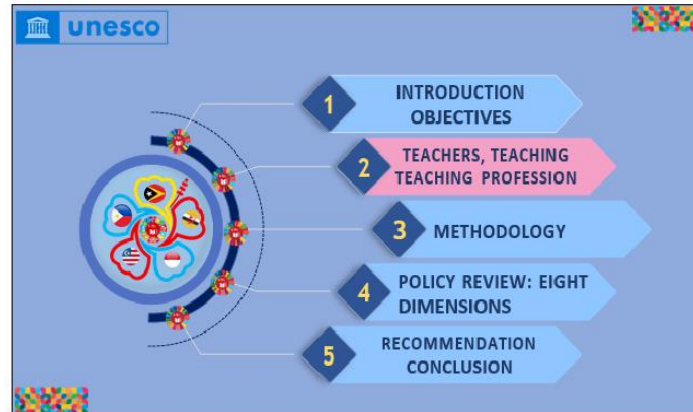 unesco
1
INTRODUCTION
OBJECTIVES
2
TEACHERS, TEACHING
TEACHING PROFESSION
3
METHODOLOGY
4
POLICY REVIEW: EIGHT
DIMENSIONS
5
RECOMMENDATION
CONCLUSION